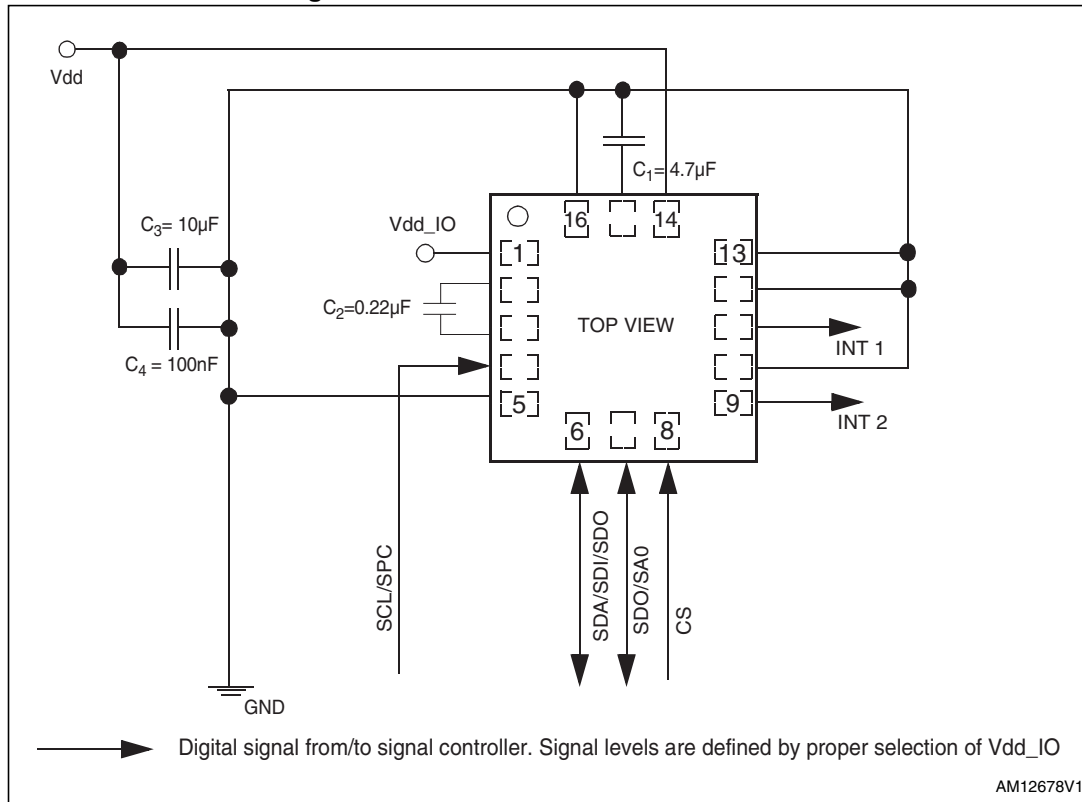 Vdd
C1= 4.7µF
C3= 10µF
Vdd_IO
16
14
1
13
C2=0.22µF
TOP VIEW
INT 1
C4 = 100nF
5
9
INT 2
6
8
SCL/SPC
SDA/SDI/SDO
SDO/SA0
CS
GND
Digital signal from/to signal controller. Signal levels are defined by proper selection of Vdd_IO
AM12678V1